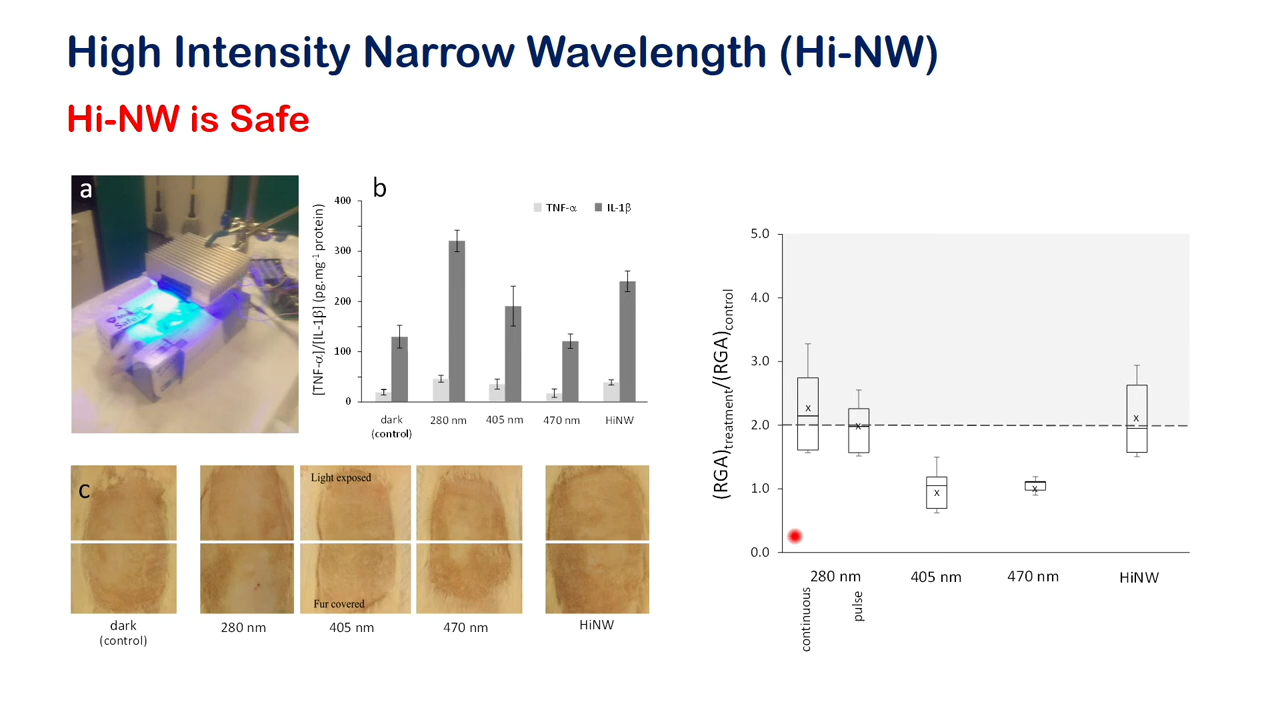 High Intensity Narrow Wavelength (Hi-NW)
Hi-NW is Safe
a
b
[TNF-α]/[IL-1β] (pg.mg⁻¹ protein)
400
300
200
100
0
TNF-α
IL-1β
dark
(control)
280 nm
405 nm
470 nm
HiNW
c
Light exposed
Fur covered
dark
(control)
280 nm
405 nm
470 nm
HiNW
(RGA)treatment/(RGA)control
5.0
4.0
3.0
2.0
1.0
0.0
280 nm
405 nm
470 nm
HiNW
continuous
pulse